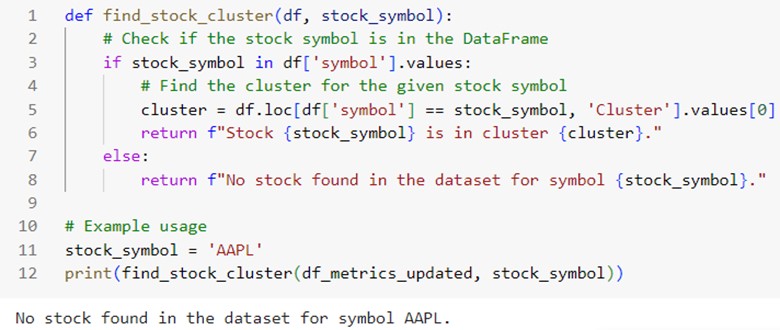 1 def find_stock_cluster(df, stock_symbol):
2     # Check if the stock symbol is in the DataFrame
3     if stock_symbol in df['symbol'].values:
4         # Find the cluster for the given stock symbol
5         cluster = df.loc[df['symbol'] == stock_symbol, 'Cluster'].values[0]
6         return f"Stock {stock_symbol} is in cluster {cluster}."
7     else:
8         return f"No stock found in the dataset for symbol {stock_symbol}."
9
10 # Example usage
11 stock_symbol = 'AAPL'
12 print(find_stock_cluster(df_metrics_updated, stock_symbol))
No stock found in the dataset for symbol AAPL.